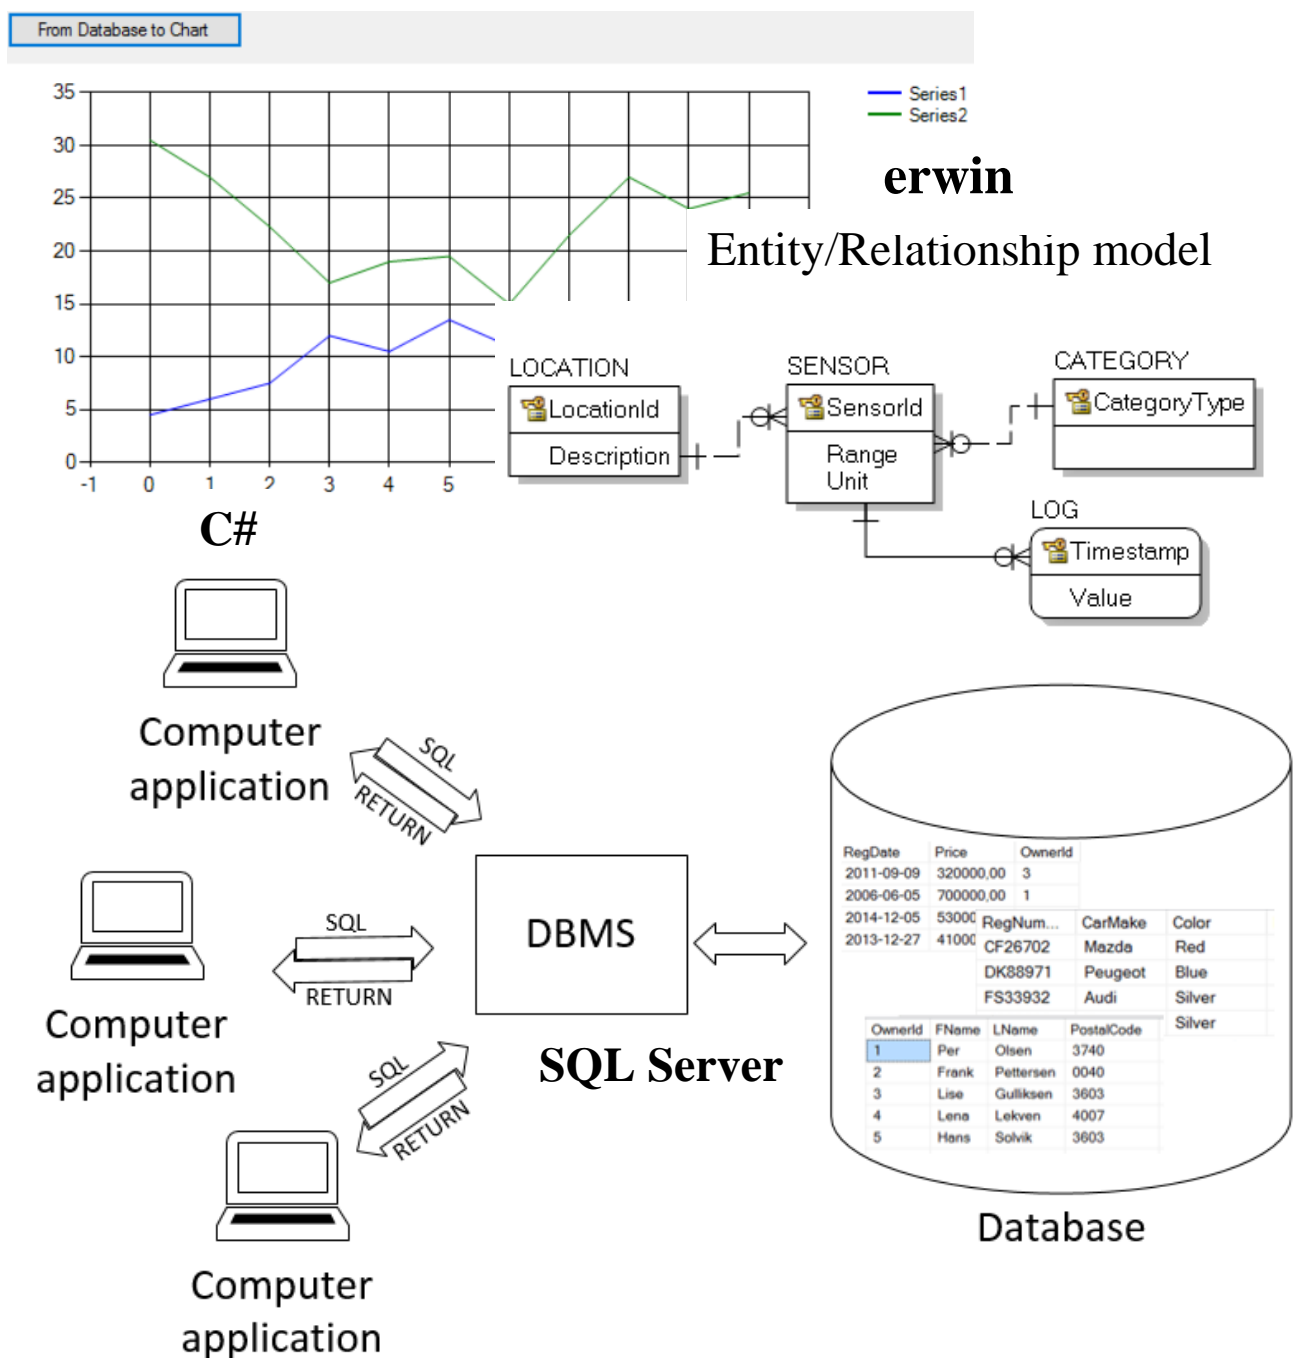 From Database to Chart
35
30
25
20
15
10
5
0
-1 0 1 2 3 4 5
Series1
Series2
erwin
Entity/Relationship model
LOCATION
LocationId
Description
SENSOR
SensorId
Range
Unit
CATEGORY
CategoryType
LOG
Timestamp
Value
C#
Computer
application
SQL
RETURN
Computer
application
SQL
RETURN
Computer
application
SQL
RETURN
DBMS
SQL Server
RegDate Price OwnerId
2011-09-09 320000,00 3
2006-06-05 700000,00 1
2014-12-05 53000
2013-12-27 41000
RegNum... CarMake Color
CF26702 Mazda Red
DK88971 Peugeot Blue
FS33932 Audi Silver
Silver
OwnerId FName LName PostalCode
1 Per Olsen 3740
2 Frank Pettersen 0040
3 Lise Gulliksen 3603
4 Lena Lekven 4007
5 Hans Solvik 3603
Database